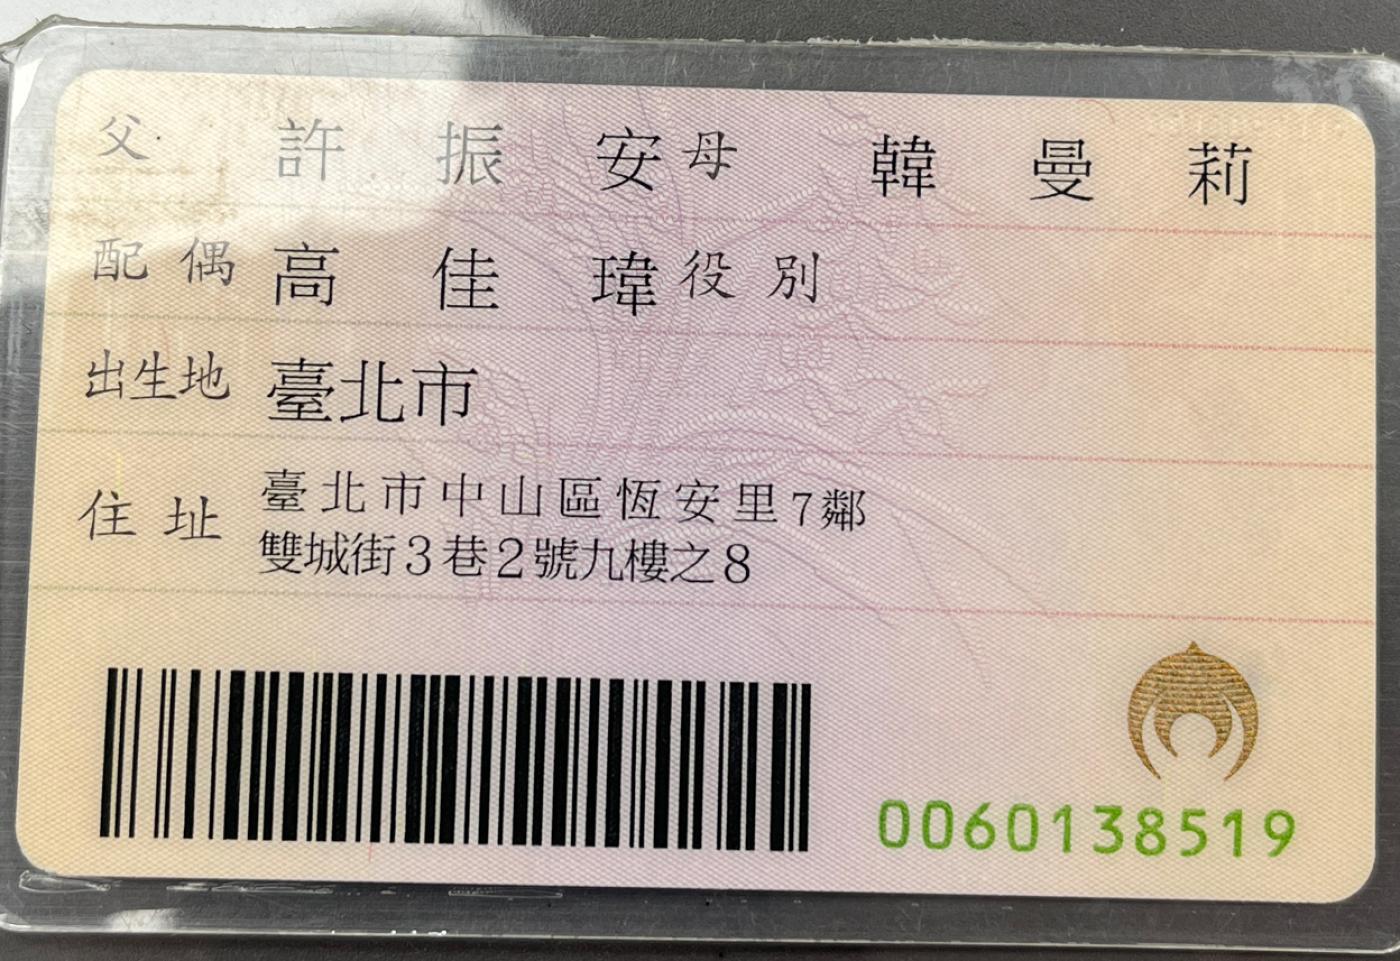 父 許振安 母 韓曼莉
配偶 高佳瑋 役別
出生地 臺北市
住址 臺北市中山區恆安里7鄰
雙城街3巷2號九樓之8
0060138519